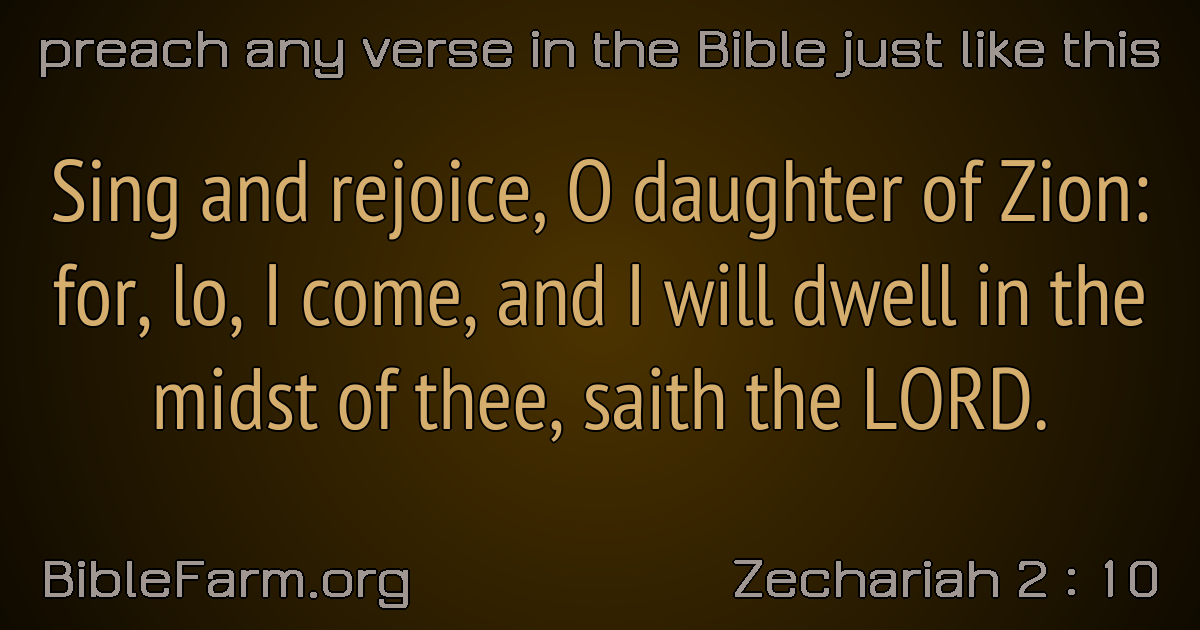 preach any verse in the Bible just like this
Sing and rejoice, O daughter of Zion:
for, lo, I come, and I will dwell in the
midst of thee, saith the LORD.
BibleFarm.org
Zechariah 2 : 10